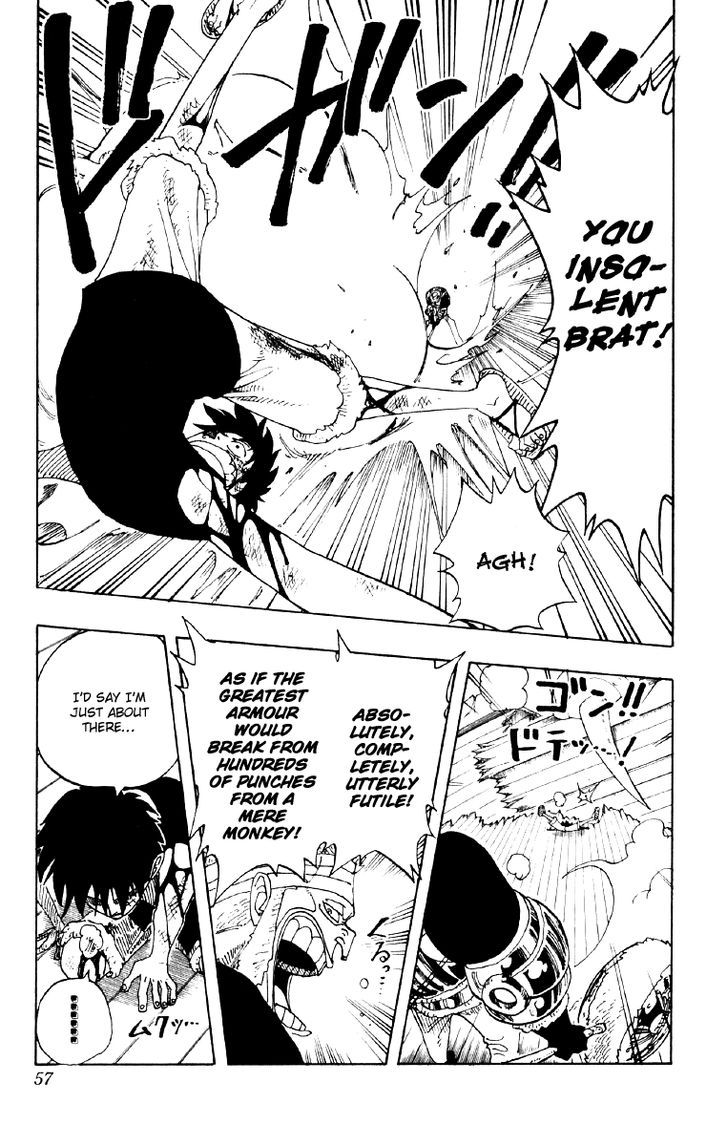 YOU
INSO-
LENT
BRAT!
ドガンッ!!
AGH!
ゴン!!
ドテッ…!
ABSO-
LUTELY,
COMP-
LETELY,
UTTERLY
FUTILE!
AS IF THE
GREATEST
ARMOUR
WOULD
BREAK FROM
HUNDREDS
OF PUNCHES
FROM A
MERE
MONKEY!
くるっ…
I'D SAY I'M
JUST ABOUT
THERE...
ムクッ…
57